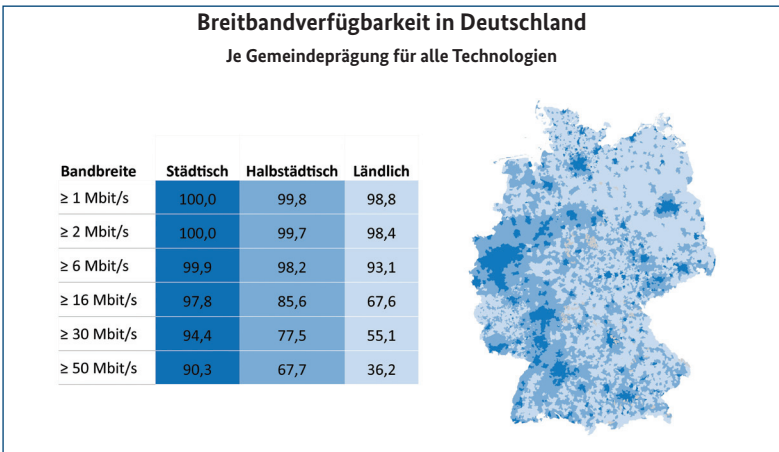 Breitbandverfügbarkeit in Deutschland
Je Gemeindeprägung für alle Technologien
Bandbreite Städtisch Halbstädtisch Ländlich
≥ 1 Mbit/s 100,0 99,8 98,8
≥ 2 Mbit/s 100,0 99,7 98,4
≥ 6 Mbit/s 99,9 98,2 93,1
≥ 16 Mbit/s 97,8 85,6 67,6
≥ 30 Mbit/s 94,4 77,5 55,1
≥ 50 Mbit/s 90,3 67,7 36,2